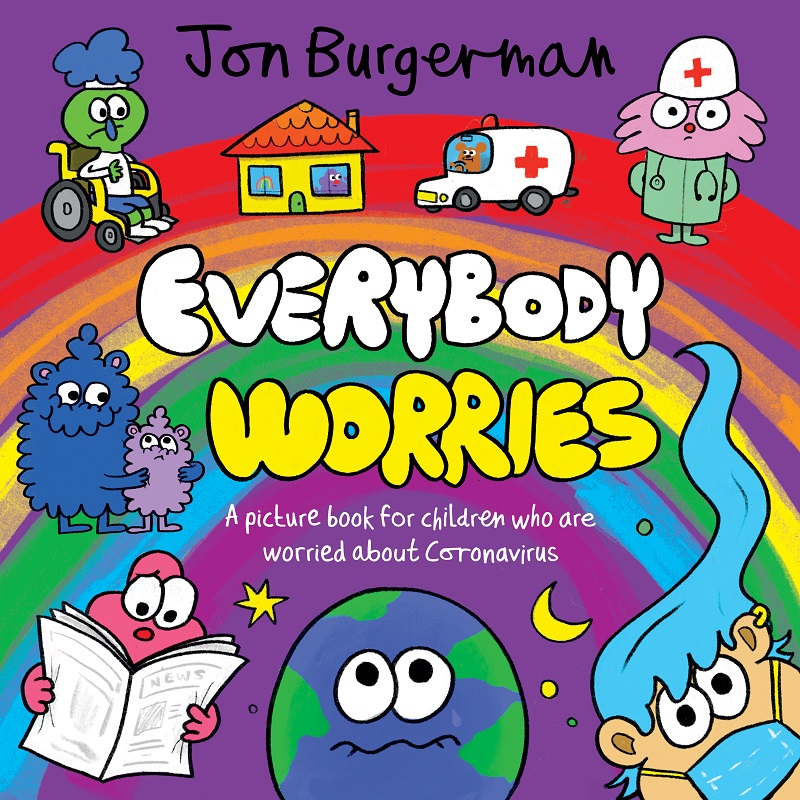 Jon Burgerman
EVERYBODY
WORRIES
A picture book for children who are
worried about Coronavirus
NEWS